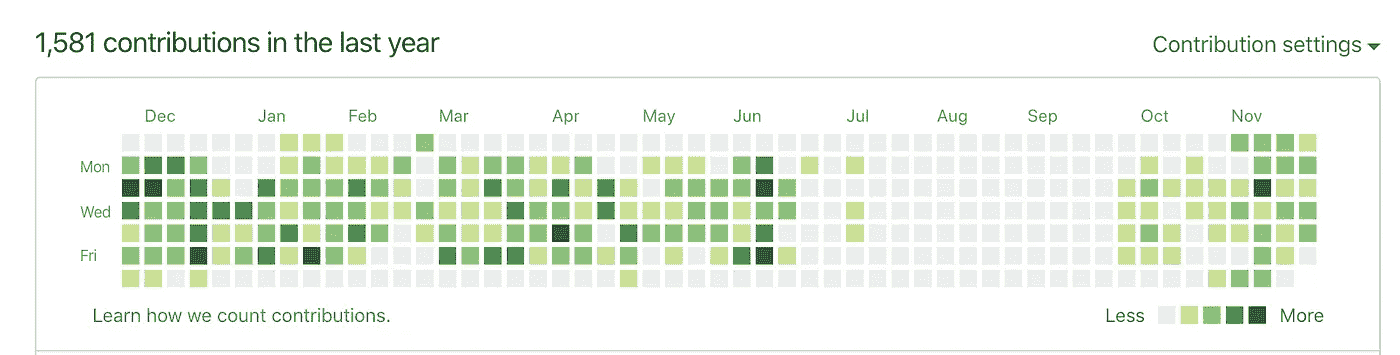 1,581 contributions in the last year
Contribution settings
Dec Jan Feb Mar Apr May Jun Jul Aug Sep Oct Nov
Mon
Wed
Fri
Learn how we count contributions.
Less More